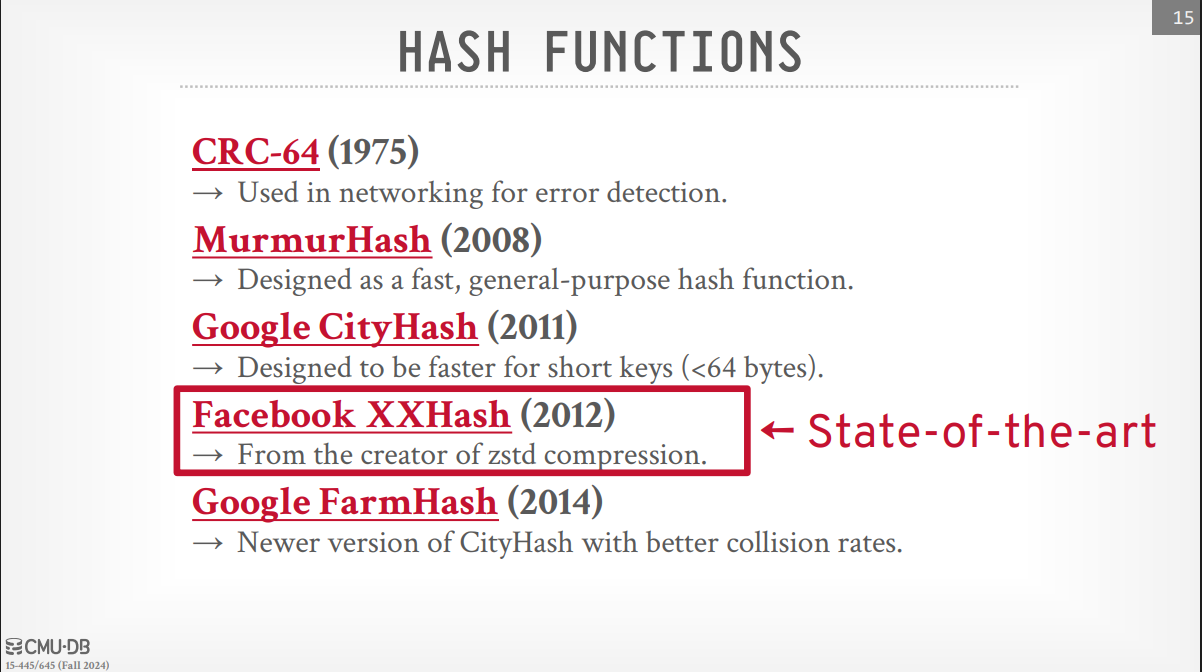 15
HASH FUNCTIONS
CRC-64 (1975)
→ Used in networking for error detection.
MurmurHash (2008)
→ Designed as a fast, general-purpose hash function.
Google CityHash (2011)
→ Designed to be faster for short keys (<64 bytes).
Facebook XXHash (2012)
→ From the creator of zstd compression.
← State-of-the-art
Google FarmHash (2014)
→ Newer version of CityHash with better collision rates.
CMU·DB
15-445/645 (Fall 2024)